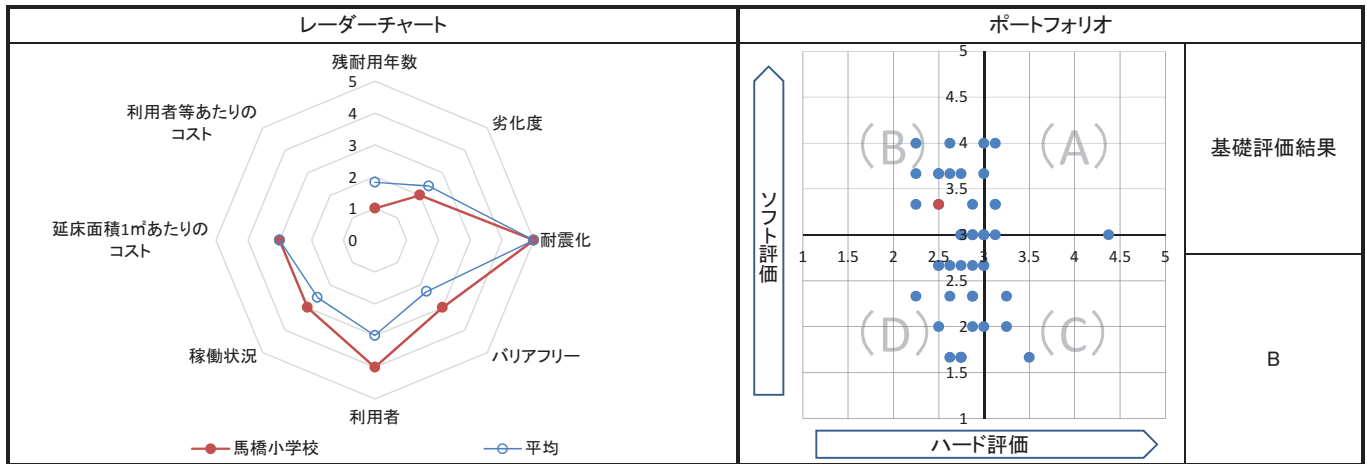 レーダーチャート
ポートフォリオ
残耐用年数
劣化度
耐震化
バリアフリー
利用者
稼働状況
延床面積1㎡あたりの
コスト
利用者等あたりの
コスト
5
4
3
2
1
0
馬橋小学校
平均
ソフト評価
ハード評価
5
4.5
4
3.5
3
2.5
2
1.5
1
1
1.5
2
2.5
3
3.5
4
4.5
5
(B)
(A)
(D)
(C)
基礎評価結果
B